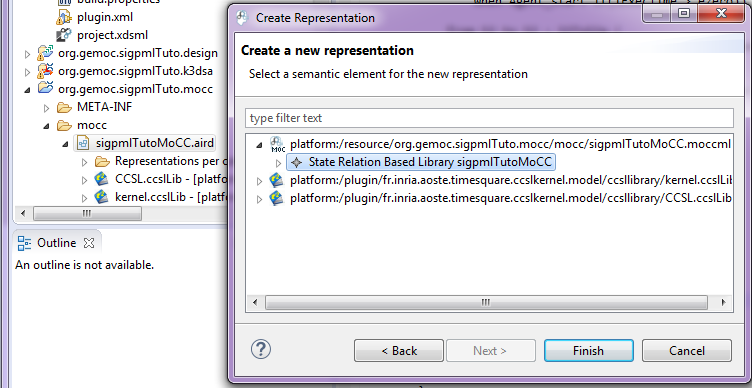 build.properties
plugin.xml
project.xdsml
org.gemoc.sigpmlTuto.design
org.gemoc.sigpmlTuto.k3dsa
org.gemoc.sigpmlTuto.mocc
META-INF
mocc
sigpmlTutoMoCC.aird
Representations per c
CCSL.ccslLib - [platfo
kernel.ccslLib - [platfo
Outline
An outline is not available.
Create Representation
Create a new representation
Select a semantic element for the new representation
type filter text
platform:/resource/org.gemoc.sigpmlTuto.mocc/mocc/sigpmlTutoMoCC.moccml
MOC
State Relation Based Library sigpmlTutoMoCC
platform:/plugin/fr.inria.aoste.timesquare.ccslkernel.model/ccsllibrary/kernel.ccslLib
platform:/plugin/fr.inria.aoste.timesquare.ccslkernel.model/ccsllibrary/CCSL.ccslLib
?
< Back
Next >
Finish
Cancel